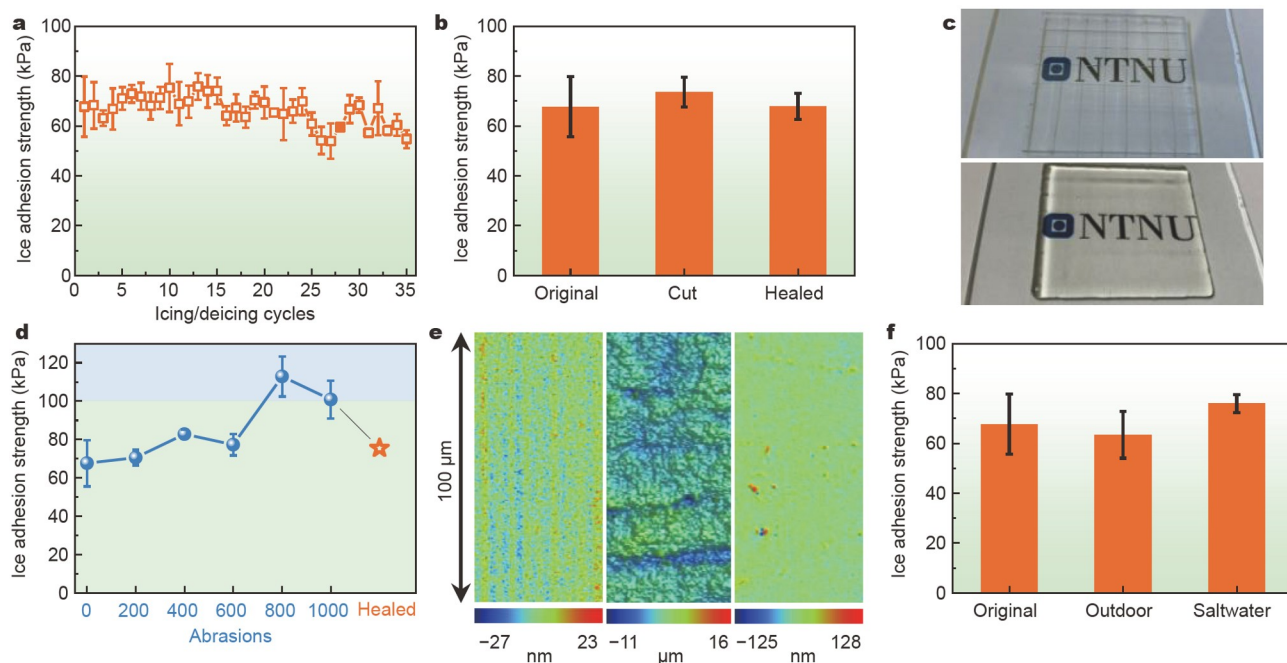 a
Ice adhesion strength (kPa)
100
80
60
40
20
0
0 5 10 15 20 25 30 35
Icing/deicing cycles
b
Ice adhesion strength (kPa)
100
80
60
40
20
0
Original Cut Healed
c
NTNU
NTNU
d
Ice adhesion strength (kPa)
120
100
80
60
40
20
0
0 200 400 600 800 1000 Healed
Abrasions
e
100 μm
−27 23
nm
−11 16
μm
−125 128
nm
f
Ice adhesion strength (kPa)
100
80
60
40
20
0
Original Outdoor Saltwater